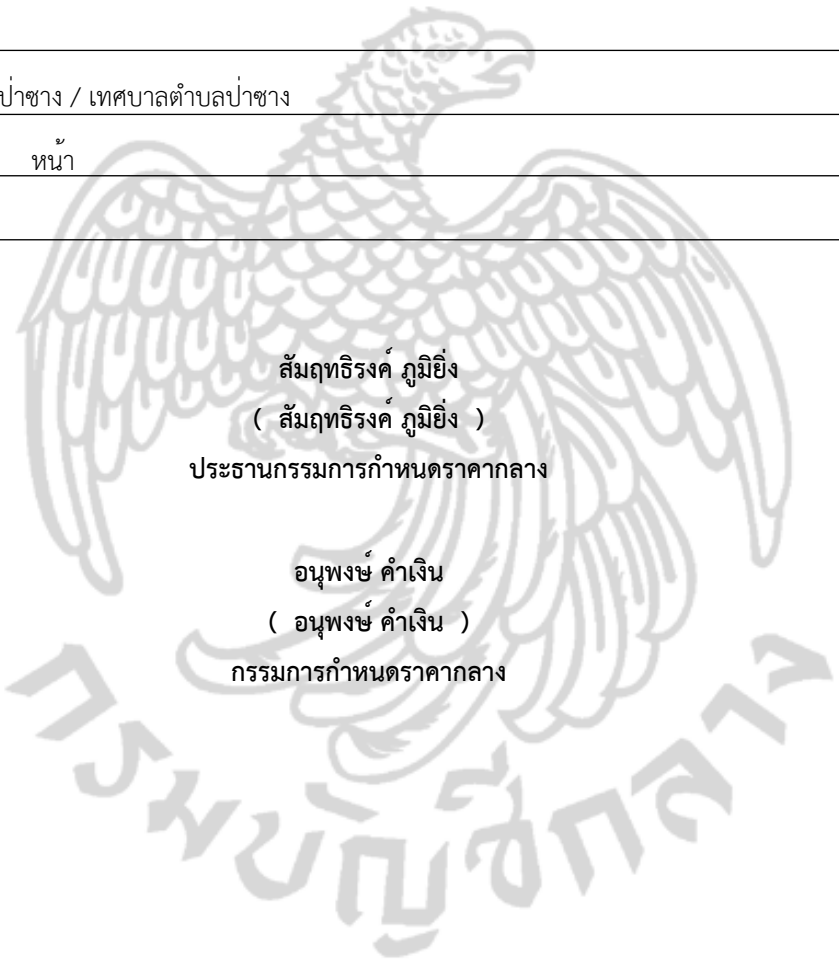 ป่าซาง / เทศบาลตำบลป่าซาง
หน้า
สัมฤทธิรงค์ ภูมิยิ่ง
( สัมฤทธิรงค์ ภูมิยิ่ง )
ประธานกรรมการกำหนดราคากลาง
อนุพงษ์ คำเงิน
( อนุพงษ์ คำเงิน )
กรรมการกำหนดราคากลาง
กรมบัญชีกลาง